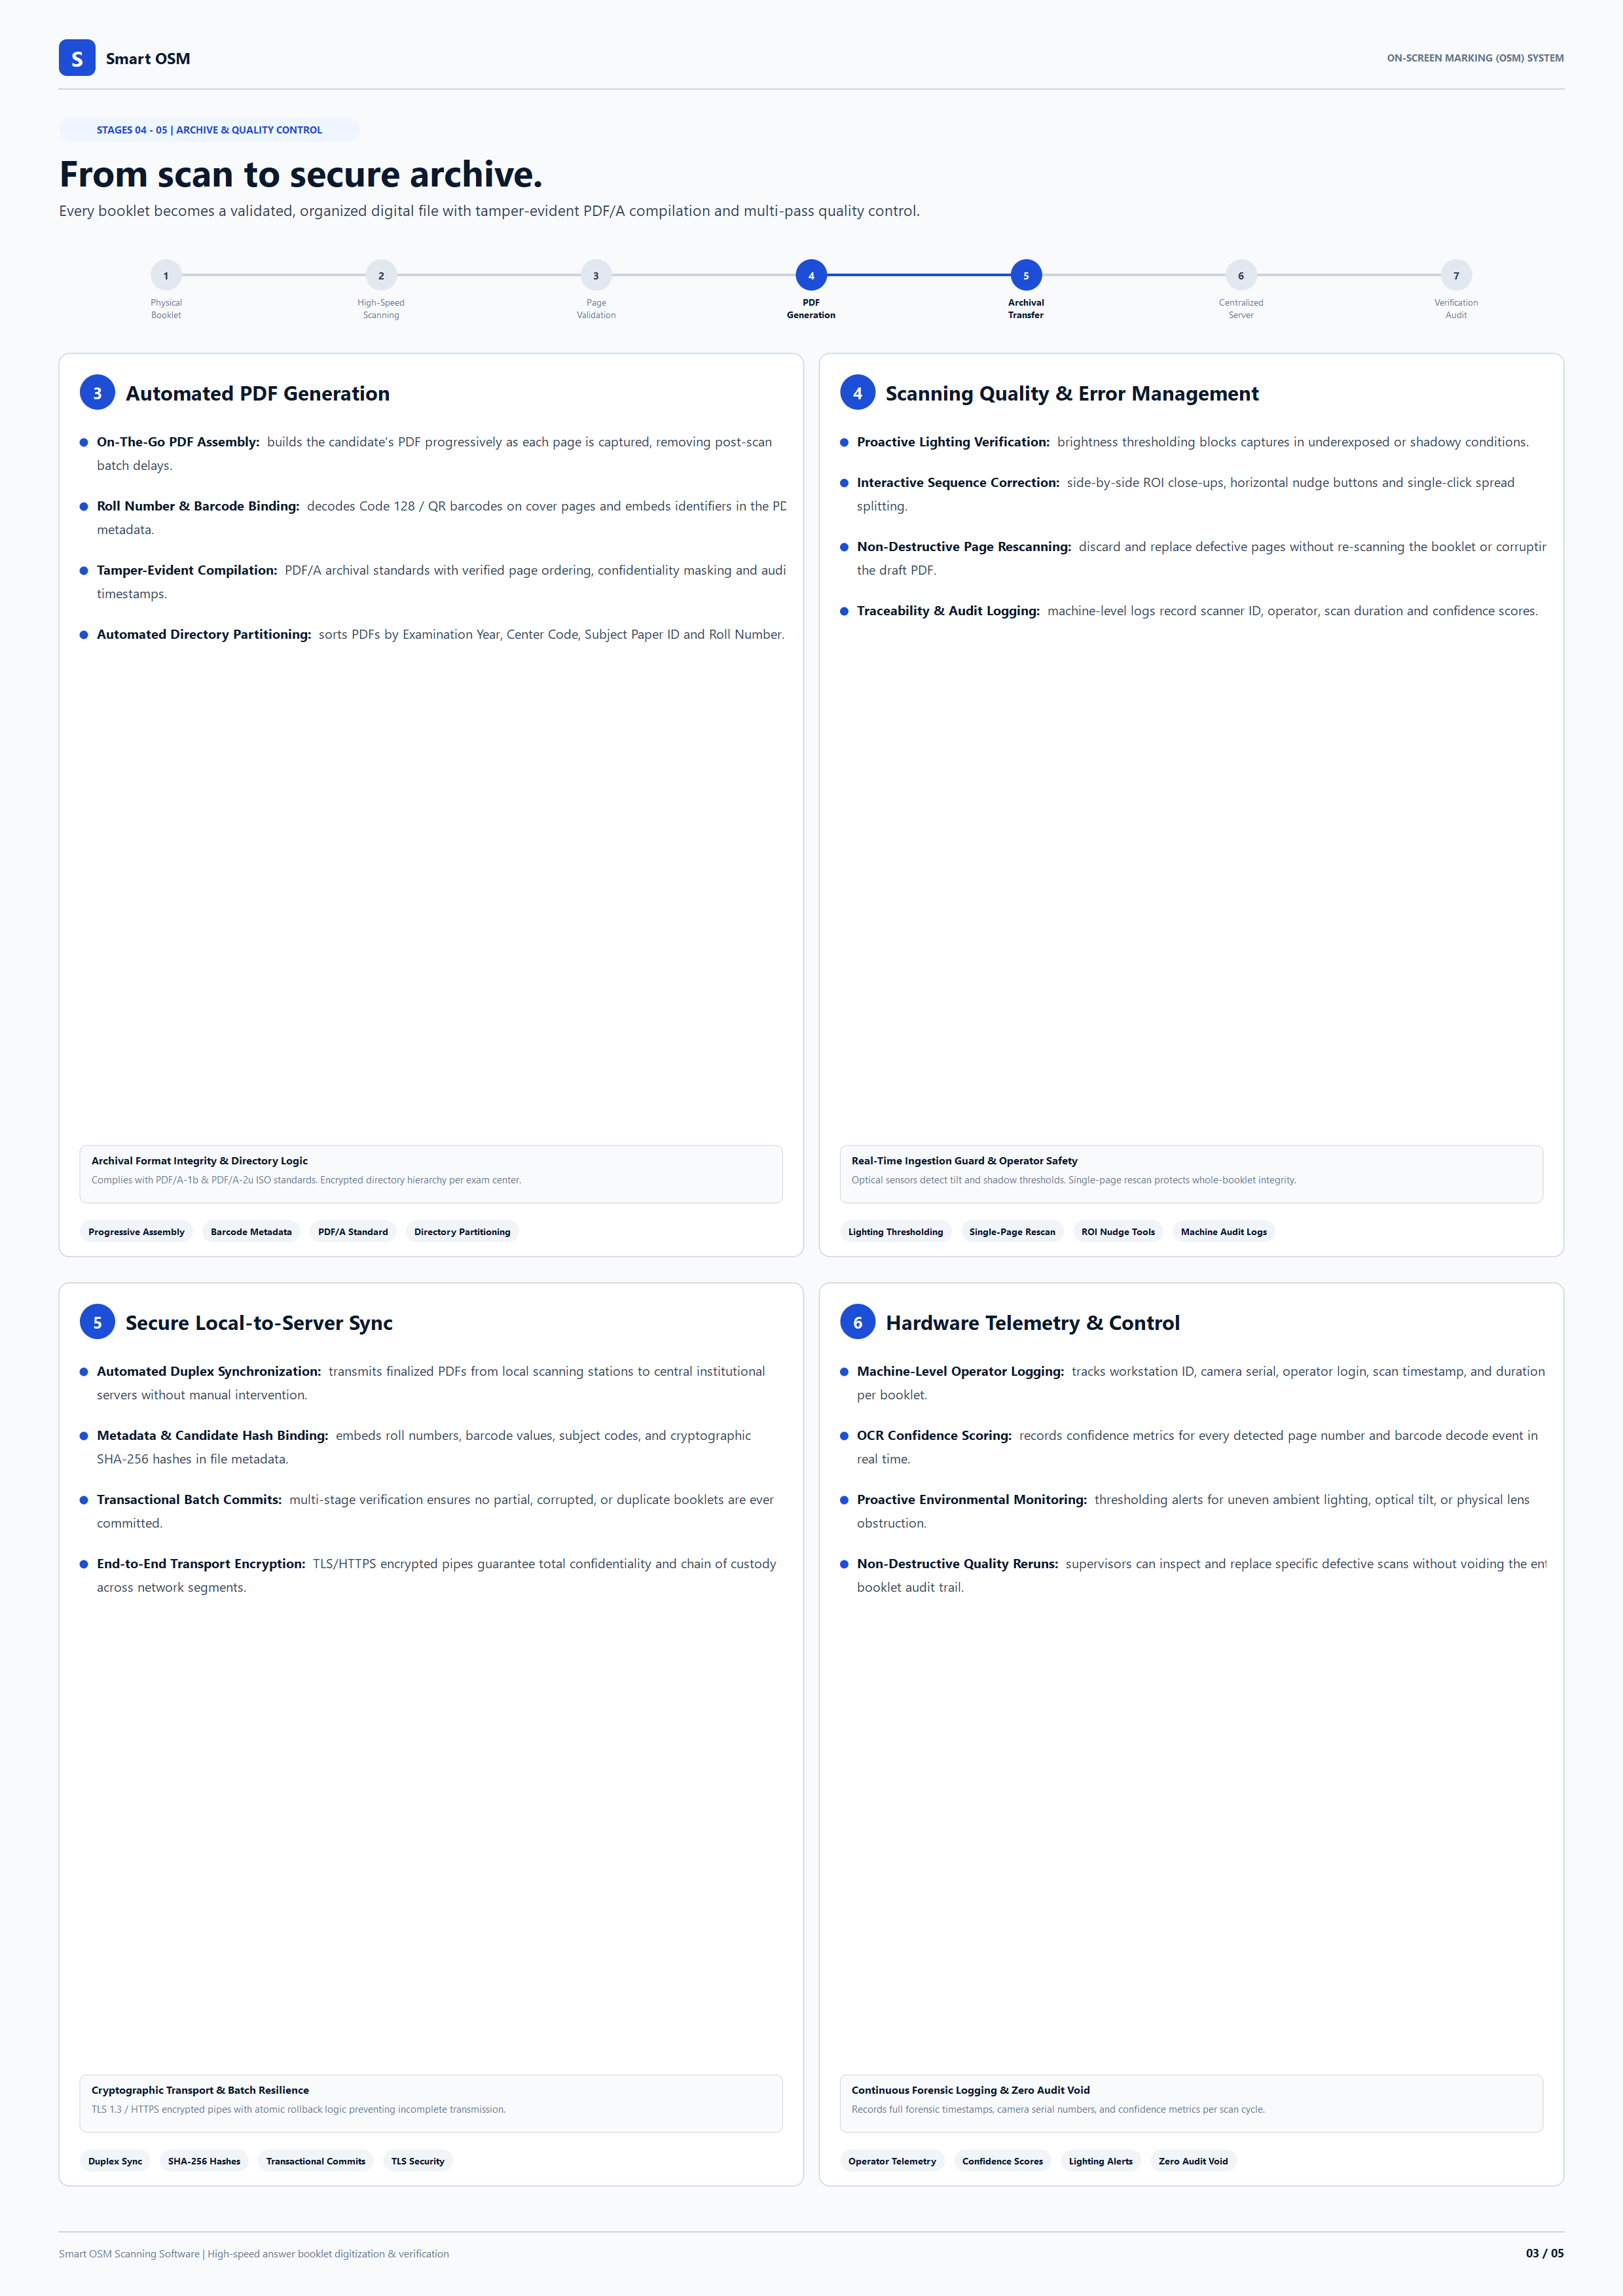 S
Smart OSM
ON-SCREEN MARKING (OSM) SYSTEM
STAGES 04 - 05 | ARCHIVE & QUALITY CONTROL
From scan to secure archive.
Every booklet becomes a validated, organized digital file with tamper-evident PDF/A compilation and multi-pass quality control.
1
Physical
Booklet
2
High-Speed
Scanning
3
Page
Validation
4
PDF
Generation
5
Archival
Transfer
6
Centralized
Server
7
Verification
Audit
3 Automated PDF Generation
On-The-Go PDF Assembly: builds the candidate's PDF progressively as each page is captured, removing post-scan
batch delays.
Roll Number & Barcode Binding: decodes Code 128 / QR barcodes on cover pages and embeds identifiers in the
metadata.
Tamper-Evident Compilation: PDF/A archival standards with verified page ordering, confidentiality masking and audi
timestamps.
Automated Directory Partitioning: sorts PDFs by Examination Year, Center Code, Subject Paper ID and Roll Number.
Archival Format Integrity & Directory Logic
Complies with PDF/A-1b & PDF/A-2u ISO standards. Encrypted directory hierarchy per exam center.
Progressive Assembly
Barcode Metadata
PDF/A Standard
Directory Partitioning
4 Scanning Quality & Error Management
Proactive Lighting Verification: brightness thresholding blocks captures in underexposed or shadowy conditions.
Interactive Sequence Correction: side-by-side ROI close-ups, horizontal nudge buttons and single-click spread
splitting.
Non-Destructive Page Rescanning: discard and replace defective pages without re-scanning the booklet or corruptin
the draft PDF.
Traceability & Audit Logging: machine-level logs record scanner ID, operator, scan duration and confidence scores.
Real-Time Ingestion Guard & Operator Safety
Optical sensors detect tilt and shadow thresholds. Single-page rescan protects whole-booklet integrity.
Lighting Thresholding
Single-Page Rescan
ROI Nudge Tools
Machine Audit Logs
5 Secure Local-to-Server Sync
Automated Duplex Synchronization: transmits finalized PDFs from local scanning stations to central institutional
servers without manual intervention.
Metadata & Candidate Hash Binding: embeds roll numbers, barcode values, subject codes, and cryptographic
SHA-256 hashes in file metadata.
Transactional Batch Commits: multi-stage verification ensures no partial, corrupted, or duplicate booklets are ever
committed.
End-to-End Transport Encryption: TLS/HTTPS encrypted pipes guarantee total confidentiality and chain of custody
across network segments.
Cryptographic Transport & Batch Resilience
TLS 1.3 / HTTPS encrypted pipes with atomic rollback logic preventing incomplete transmission.
Duplex Sync
SHA-256 Hashes
Transactional Commits
TLS Security
6 Hardware Telemetry & Control
Machine-Level Operator Logging: tracks workstation ID, camera serial, operator login, scan timestamp, and duration
per booklet.
OCR Confidence Scoring: records confidence metrics for every detected page number and barcode decode event in
real time.
Proactive Environmental Monitoring: thresholding alerts for uneven ambient lighting, optical tilt, or physical lens
obstruction.
Non-Destructive Quality Reruns: supervisors can inspect and replace specific defective scans without voiding the ent
booklet audit trail.
Continuous Forensic Logging & Zero Audit Void
Records full forensic timestamps, camera serial numbers, and confidence metrics per scan cycle.
Operator Telemetry
Confidence Scores
Lighting Alerts
Zero Audit Void
Smart OSM Scanning Software | High-speed answer booklet digitization & verification
03 / 05